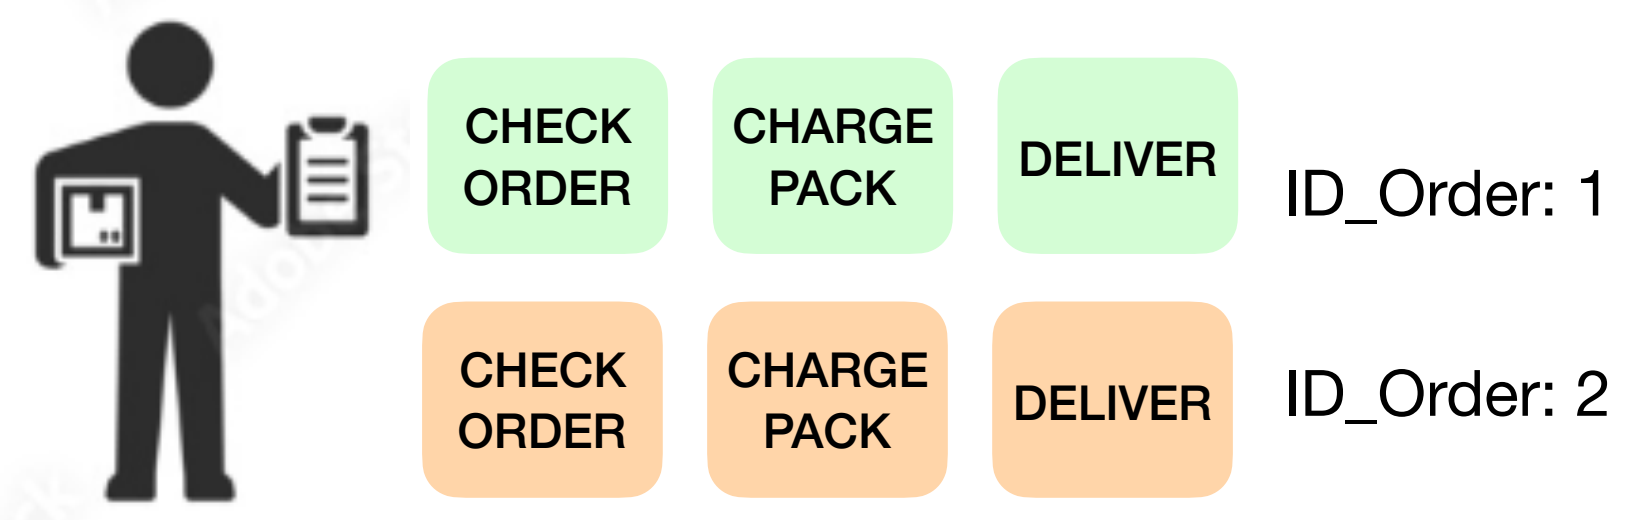 CHECK
ORDER
CHARGE
PACK
DELIVER
ID_Order: 1
CHECK
ORDER
CHARGE
PACK
DELIVER
ID_Order: 2